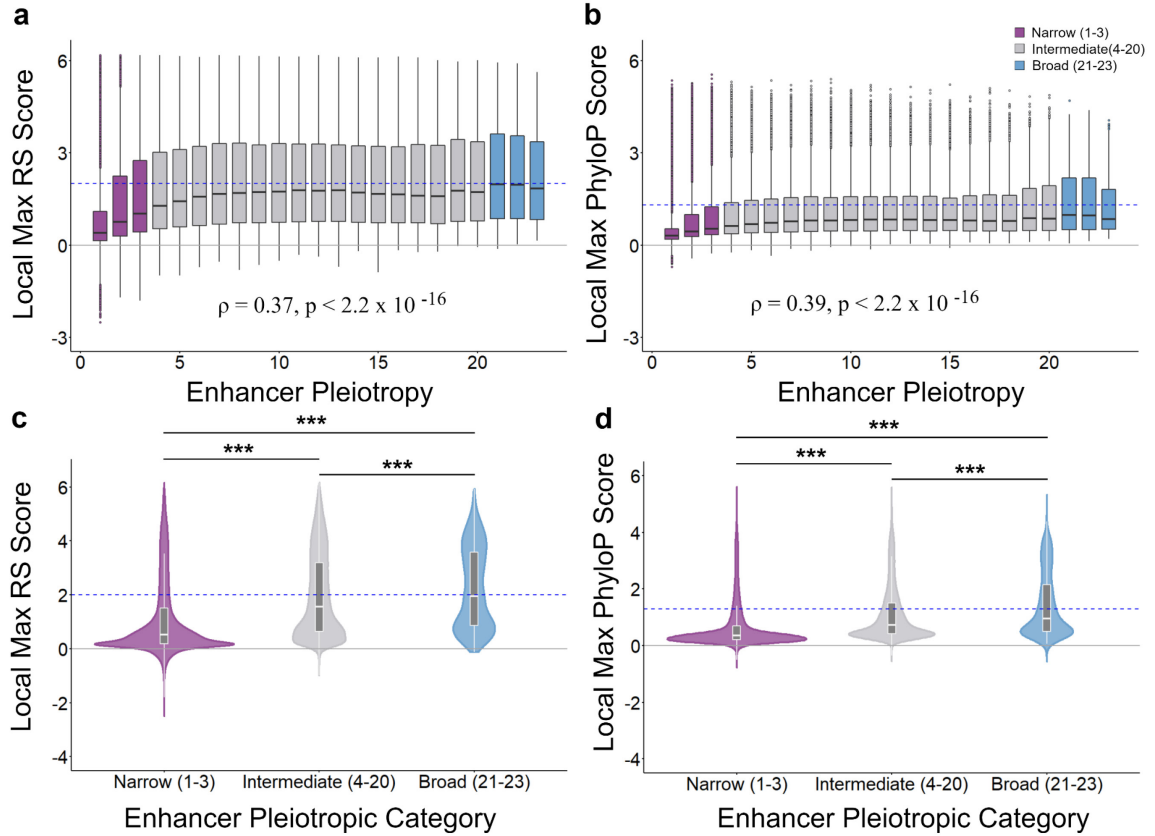 a
6
3
0
-3
Local Max RS Score
ρ = 0.37, p < 2.2 x 10 -16
0 5 10 15 20
Enhancer Pleiotropy
b
Narrow (1-3)
Intermediate(4-20)
Broad (21-23)
6
3
0
-3
Local Max PhyloP Score
ρ = 0.39, p < 2.2 x 10 -16
0 5 10 15 20
Enhancer Pleiotropy
c
***
*** ***
6
4
2
0
-2
-4
Local Max RS Score
Narrow (1-3) Intermediate (4-20) Broad (21-23)
Enhancer Pleiotropic Category
d
***
*** ***
6
4
2
0
-2
-4
Local Max PhyloP Score
Narrow (1-3) Intermediate (4-20) Broad (21-23)
Enhancer Pleiotropic Category